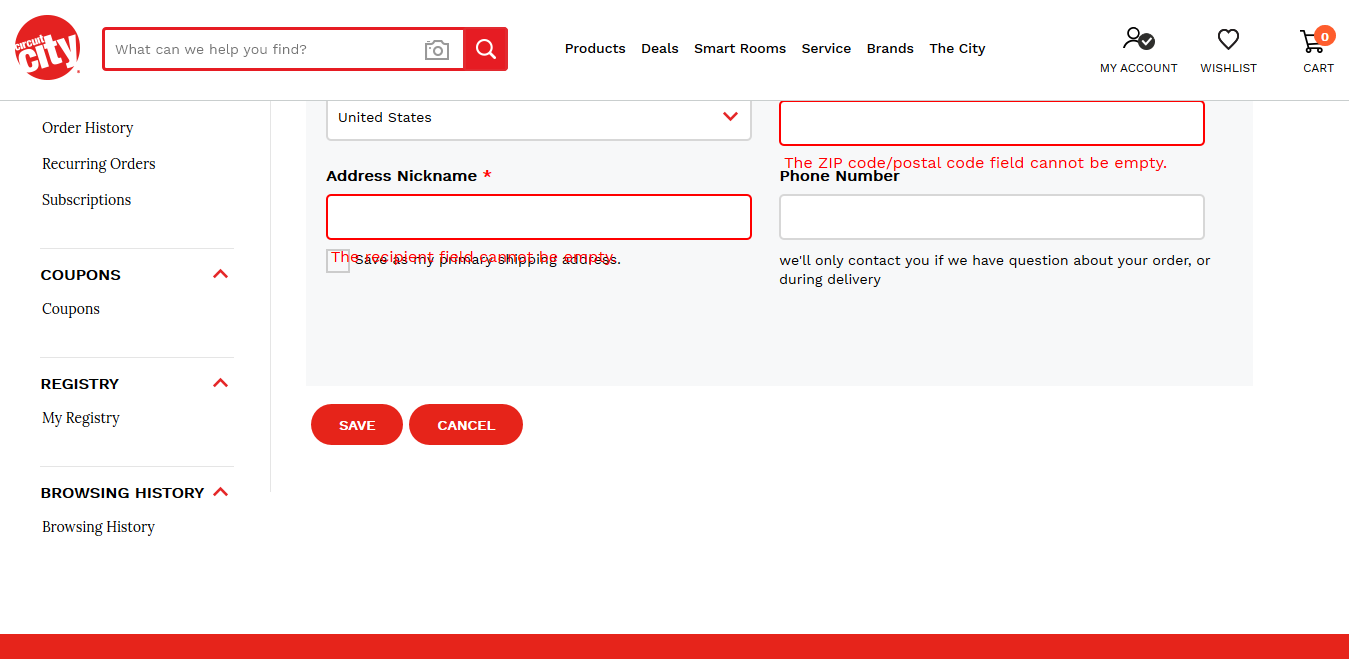 circuit city
What can we help you find?
Products Deals Smart Rooms Service Brands The City
MY ACCOUNT WISHLIST 0 CART
Order History
Recurring Orders
Subscriptions
COUPONS
Coupons
REGISTRY
My Registry
BROWSING HISTORY
Browsing History
United States
The ZIP code/postal code field cannot be empty.
Address Nickname *
Phone Number
The recipient field cannot be empty.
Save as my primary shipping address.
we'll only contact you if we have question about your order, or
during delivery
SAVE CANCEL